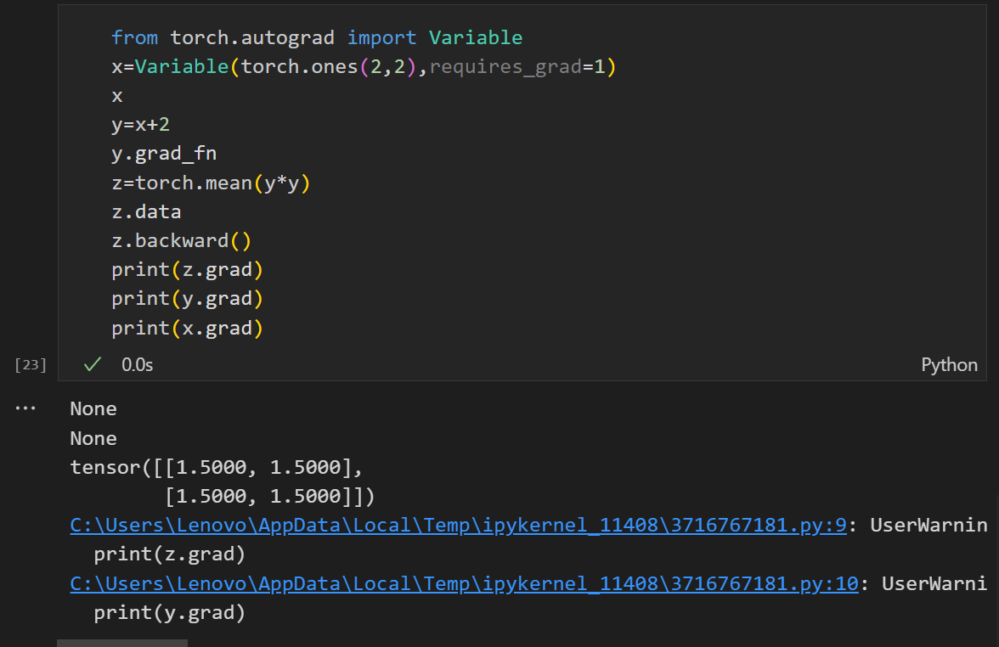 from torch.autograd import Variable
x=Variable(torch.ones(2,2),requires_grad=1)
x
y=x+2
y.grad_fn
z=torch.mean(y*y)
z.data
z.backward()
print(z.grad)
print(y.grad)
print(x.grad)
[23] ✓ 0.0s Python
... None
None
tensor([[1.5000, 1.5000],
        [1.5000, 1.5000]])
C:\Users\Lenovo\AppData\Local\Temp\ipykernel_11408\3716767181.py:9: UserWarnin
  print(z.grad)
C:\Users\Lenovo\AppData\Local\Temp\ipykernel_11408\3716767181.py:10: UserWarni
  print(y.grad)